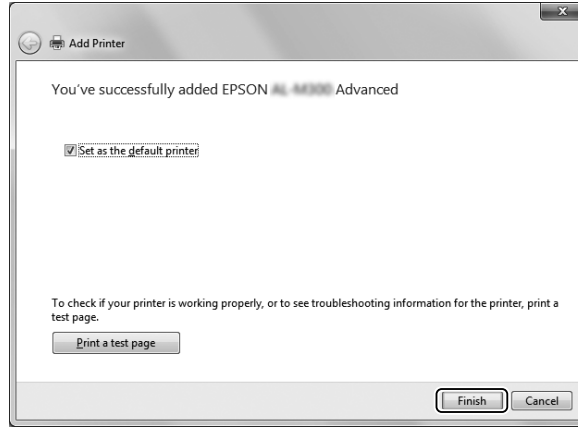 Add Printer
You've successfully added EPSON Advanced
Set as the default printer
To check if your printer is working properly, or to see troubleshooting information for the printer, print a
test page.
Print a test page
Finish
Cancel